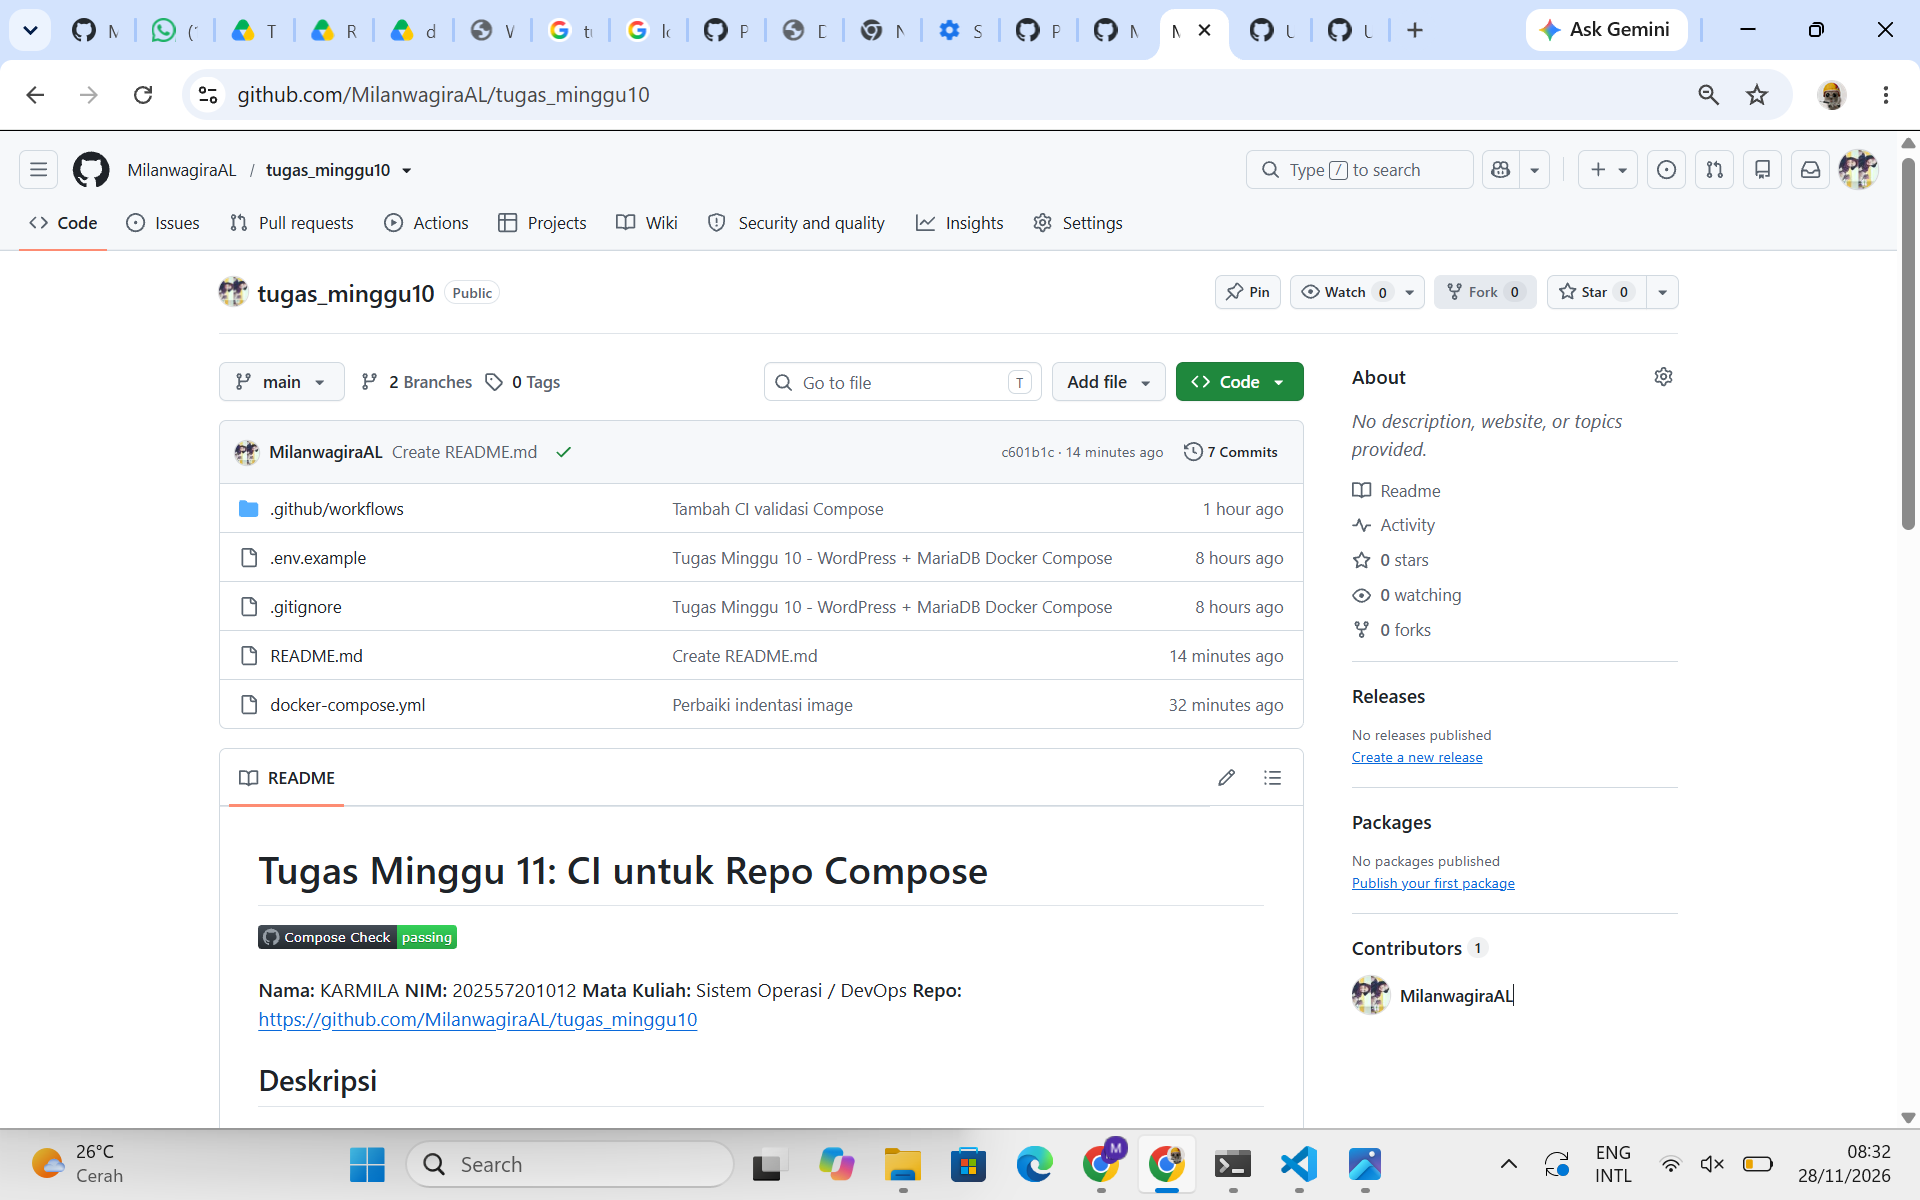 Ask Gemini
github.com/MilanwagiraAL/tugas_minggu10
MilanwagiraAL / tugas_minggu10
Type / to search
Code Issues Pull requests Actions Projects Wiki Security and quality Insights Settings
tugas_minggu10 Public
Pin Watch 0 Fork 0 Star 0
main 2 Branches 0 Tags Go to file T Add file Code
MilanwagiraAL Create README.md c601b1c · 14 minutes ago 7 Commits
.github/workflows Tambah CI validasi Compose 1 hour ago
.env.example Tugas Minggu 10 - WordPress + MariaDB Docker Compose 8 hours ago
.gitignore Tugas Minggu 10 - WordPress + MariaDB Docker Compose 8 hours ago
README.md Create README.md 14 minutes ago
docker-compose.yml Perbaiki indentasi image 32 minutes ago
README
Tugas Minggu 11: CI untuk Repo Compose
Compose Check passing
Nama: KARMILA NIM: 202557201012 Mata Kuliah: Sistem Operasi / DevOps Repo:
https://github.com/MilanwagiraAL/tugas_minggu10
Deskripsi
About
No description, website, or topics
provided.
Readme
Activity
0 stars
0 watching
0 forks
Releases
No releases published
Create a new release
Packages
No packages published
Publish your first package
Contributors 1
MilanwagiraAL
26°C
Cerah
Search
M
ENG
INTL
08:32
28/11/2026